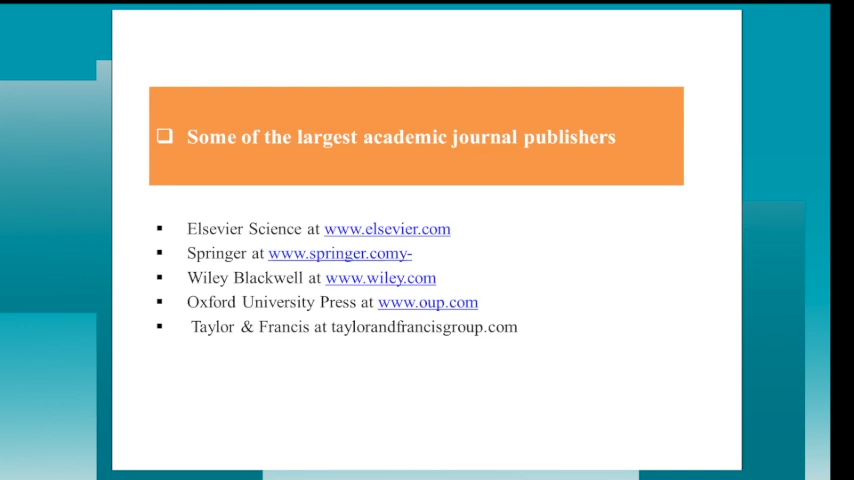 ❑ Some of the largest academic journal publishers
▪ Elsevier Science at www.elsevier.com
▪ Springer at www.springer.comy-
▪ Wiley Blackwell at www.wiley.com
▪ Oxford University Press at www.oup.com
▪ Taylor & Francis at taylorandfrancisgroup.com